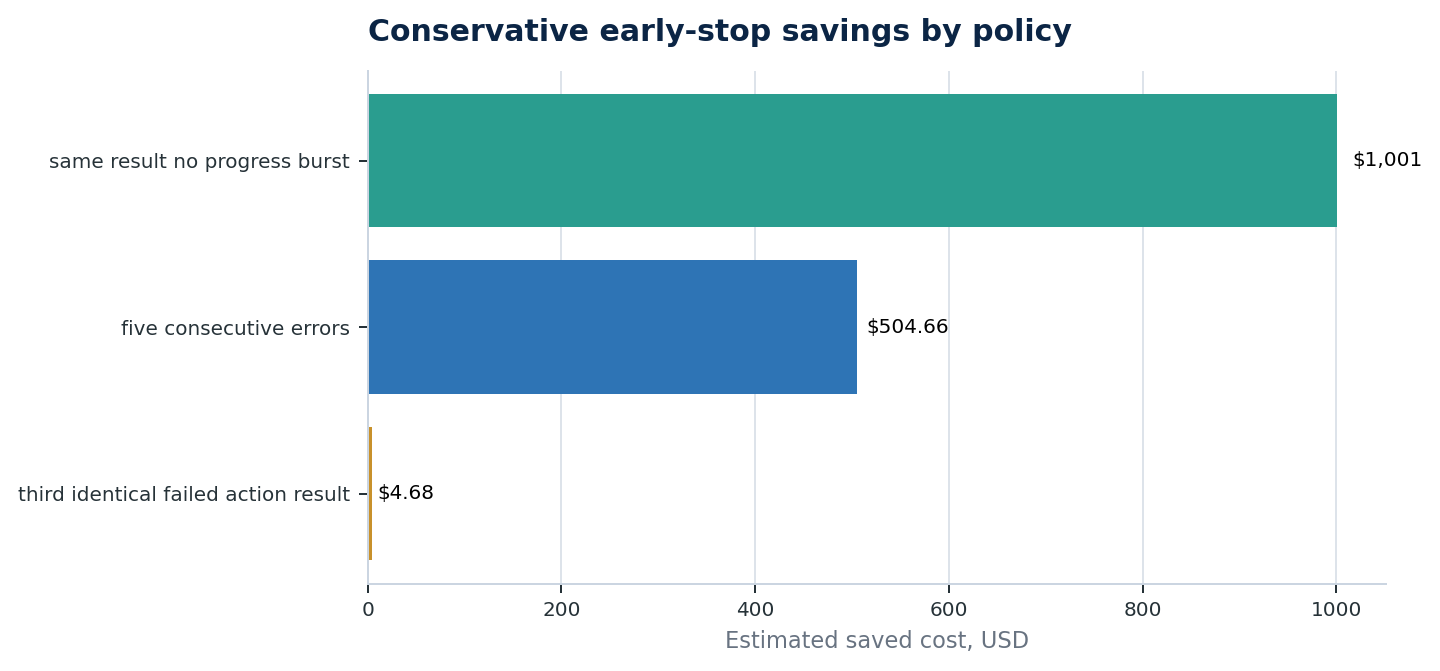 Conservative early-stop savings by policy
same result no progress burst
$1,001
five consecutive errors
$504.66
third identical failed action result
$4.68
0 200 400 600 800 1000
Estimated saved cost, USD